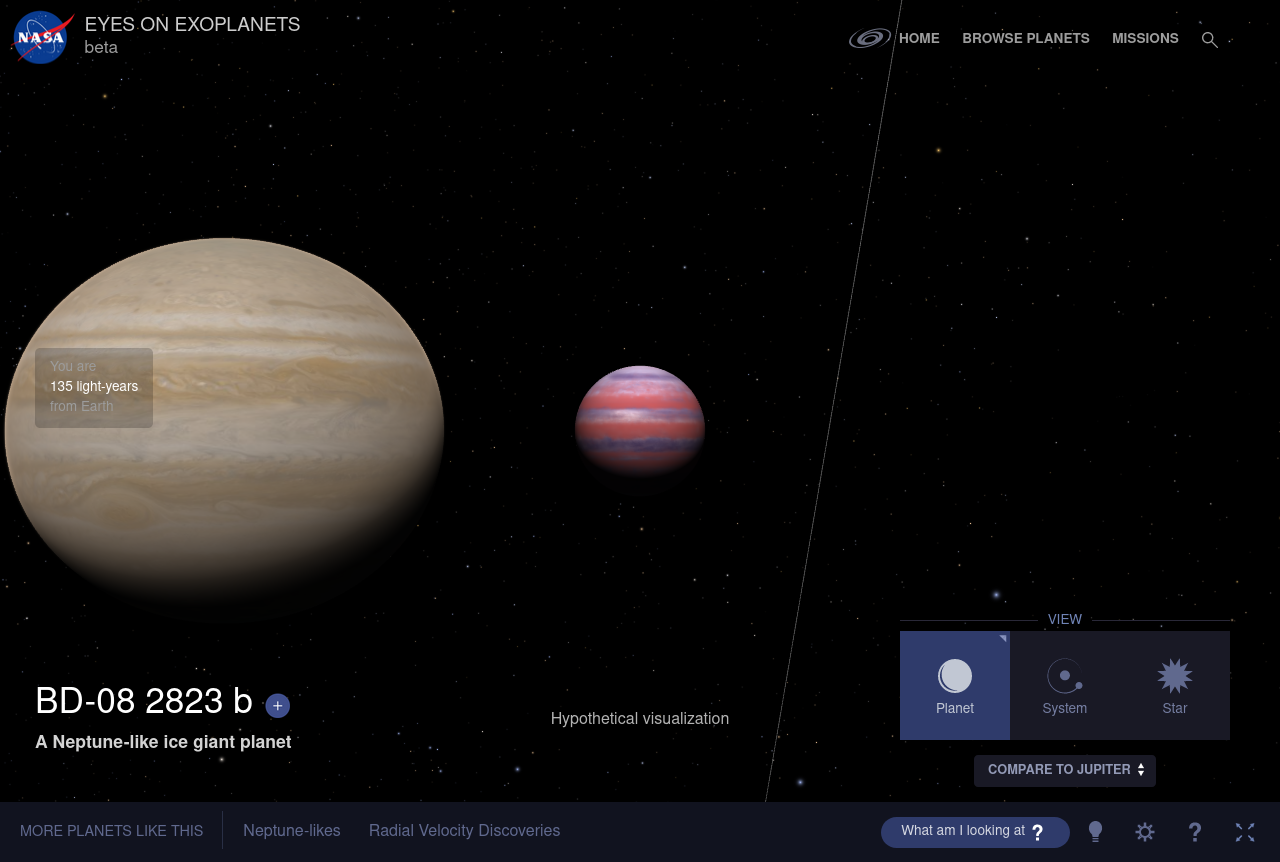 NASA
EYES ON EXOPLANETS
beta
HOME
BROWSE PLANETS
MISSIONS
You are
135 light-years
from Earth
BD-08 2823 b +
A Neptune-like ice giant planet
Hypothetical visualization
VIEW
Planet
System
Star
COMPARE TO JUPITER
MORE PLANETS LIKE THIS
Neptune-likes
Radial Velocity Discoveries
What am I looking at ?
?